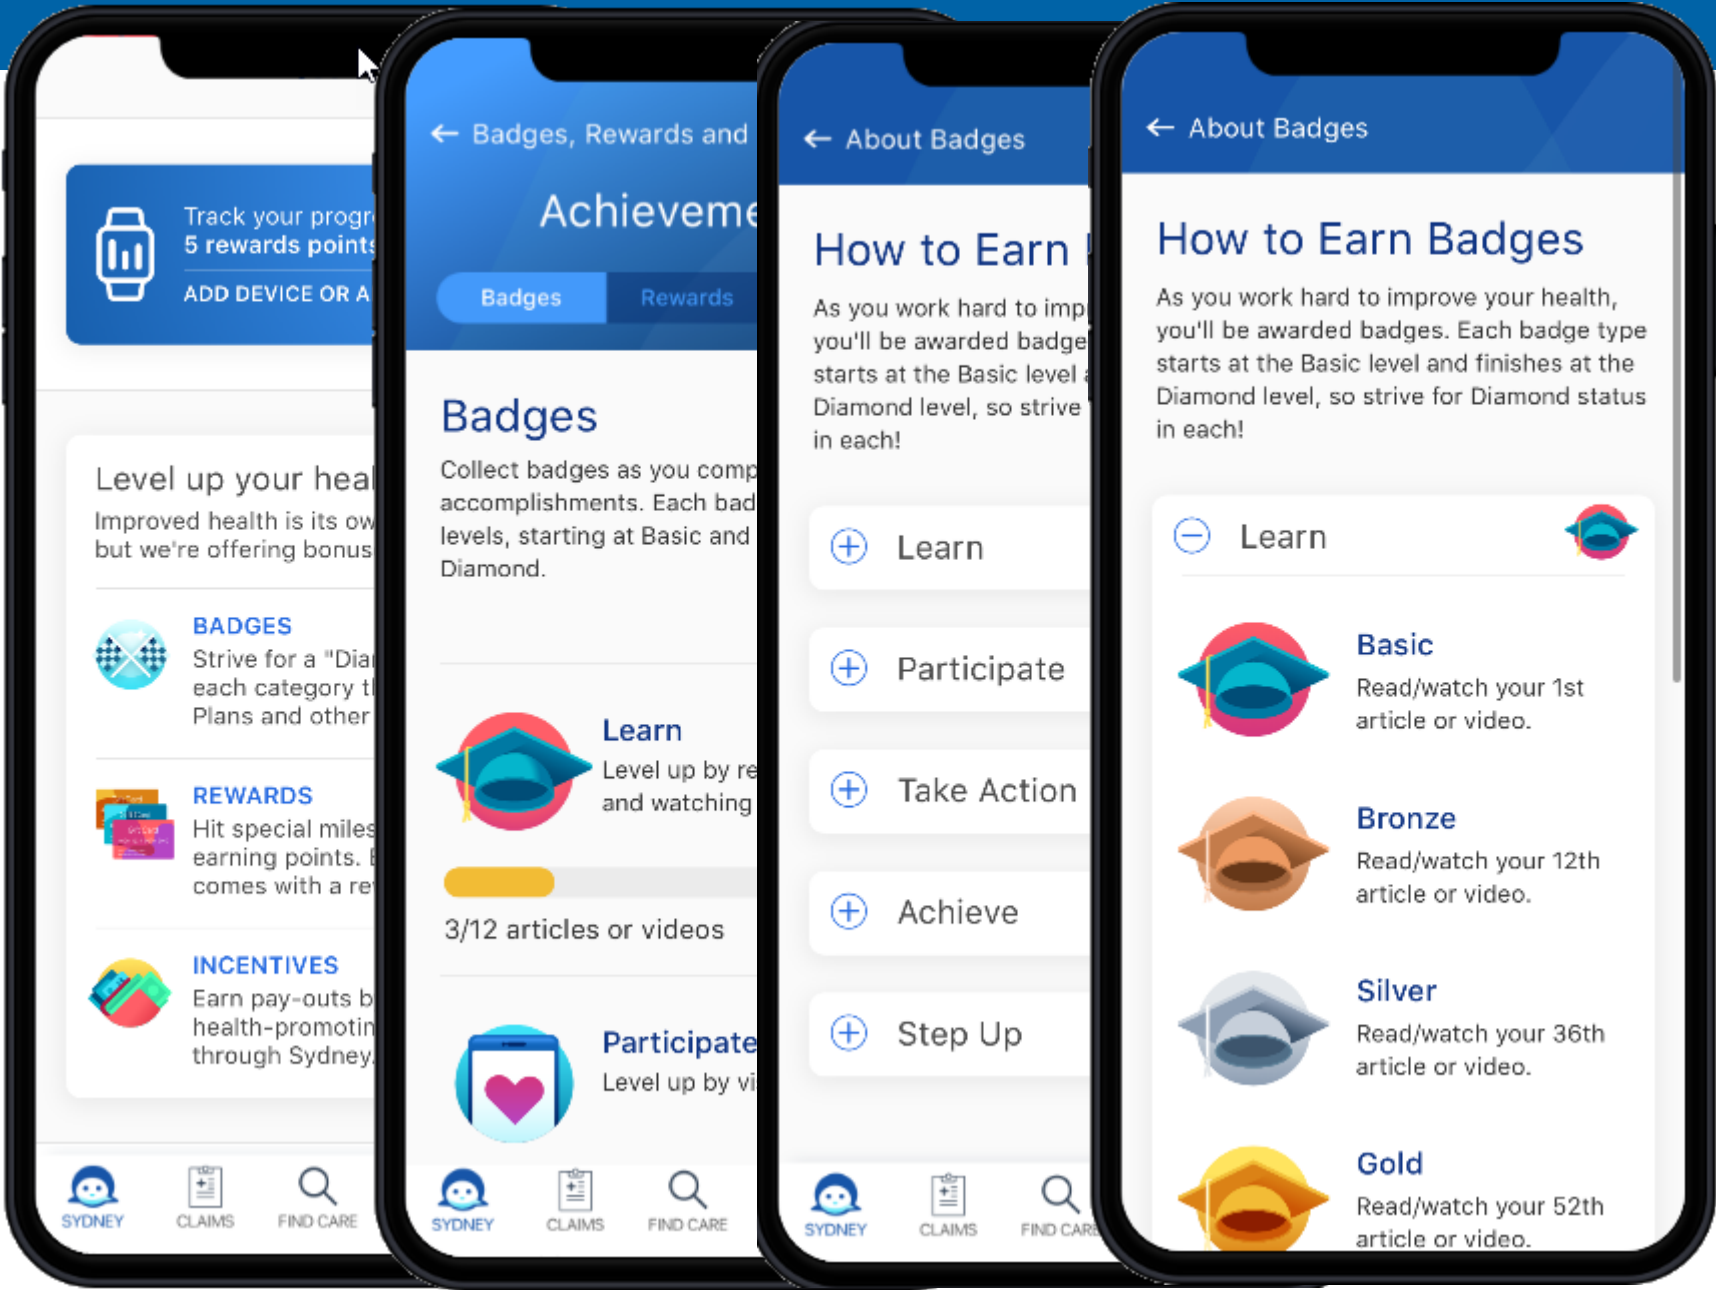 Track your progr
5 rewards points
ADD DEVICE OR A
Level up your heal
Improved health is its ow
but we're offering bonus
BADGES
Strive for a "Dia
each category t
Plans and other
REWARDS
Hit special miles
earning points.
comes with a re
INCENTIVES
Earn pay-outs b
health-promotin
through Sydney.
SYDNEY
CLAIMS
FIND CARE
← Badges, Rewards and
Achieveme
Badges
Rewards
Badges
Collect badges as you comp
accomplishments. Each bad
levels, starting at Basic and
Diamond.
Learn
Level up by re
and watching
3/12 articles or videos
Participate
Level up by vi
SYDNEY
CLAIMS
FIND CARE
← About Badges
How to Earn
As you work hard to imp
you'll be awarded badge
starts at the Basic level
Diamond level, so strive
in each!
Learn
Participate
Take Action
Achieve
Step Up
SYDNEY
CLAIMS
FIND CARE
← About Badges
How to Earn Badges
As you work hard to improve your health,
you'll be awarded badges. Each badge type
starts at the Basic level and finishes at the
Diamond level, so strive for Diamond status
in each!
Learn
Basic
Read/watch your 1st
article or video.
Bronze
Read/watch your 12th
article or video.
Silver
Read/watch your 36th
article or video.
Gold
Read/watch your 52th
article or video.